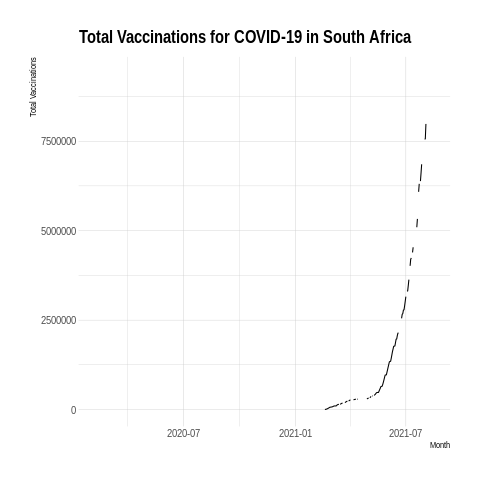 Total Vaccinations for COVID-19 in South Africa
Total Vaccinations
7500000
5000000
2500000
0
2020-07
2021-01
2021-07
Month